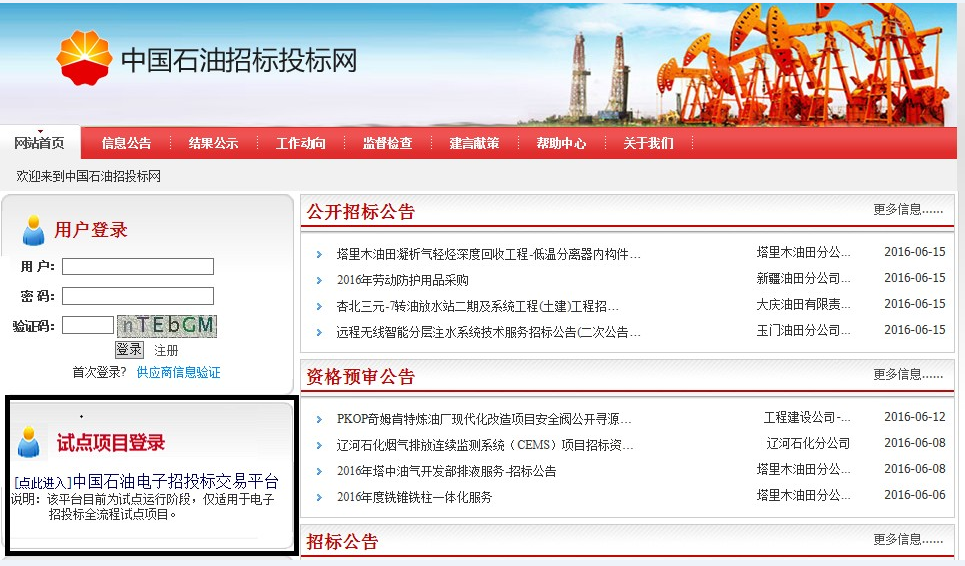 中国石油招标投标网
网站首页 信息公告 结果公示 工作动向 监督检查 建言献策 帮助中心 关于我们
欢迎来到中国石油招投标网
用户登录
用 户:
密 码:
验证码: nTEbGM
登录 注册
首次登录? 供应商信息验证
试点项目登录
[点此进入]中国石油电子招投标交易平台
说明: 该平台目前为试点运行阶段, 仅适用于电子
招投标全流程试点项目。
公开招标公告 更多信息……
塔里木油田凝析气轻烃深度回收工程-低温分离器内构件… 塔里木油田分公… 2016-06-15
2016年劳动防护用品采购 新疆油田分公司… 2016-06-15
杏北三元-7转油放水站二期及系统工程(土建)工程招… 大庆油田有限责… 2016-06-15
远程无线智能分层注水系统技术服务招标公告(二次公告… 玉门油田分公司… 2016-06-15
资格预审公告 更多信息……
PKOP奇姆肯特炼油厂现代化改造项目安全阀公开寻源… 工程建设公司-… 2016-06-12
辽河石化烟气排放连续监测系统（CEMS）项目招标资… 辽河石化分公司 2016-06-08
2016年塔中油气开发部排液服务-招标公告 塔里木油田分公… 2016-06-08
2016年度铣锥铣柱一体化服务 塔里木油田分公… 2016-06-06
招标公告 更多信息……